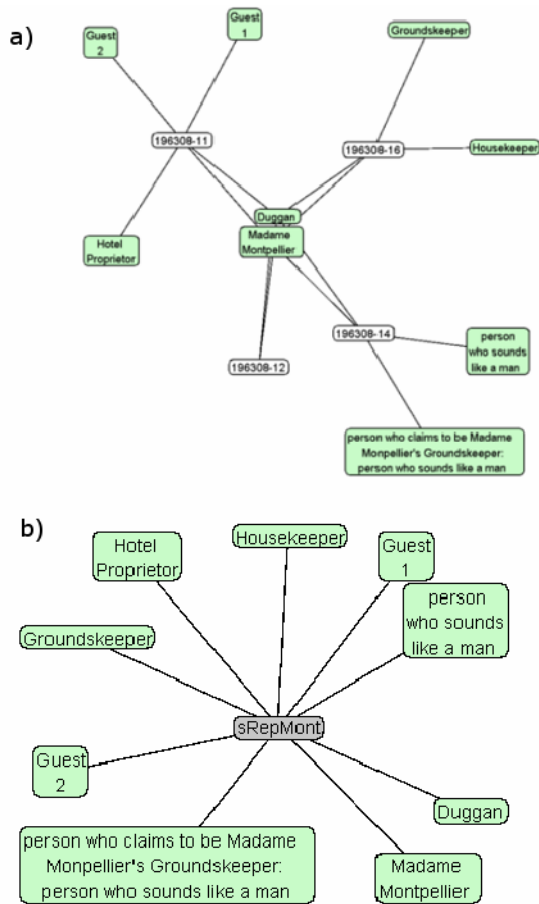 a)
Guest
1
Guest
2
Groundskeeper
196308-11
196308-16
Housekeeper
Duggan
Madame
Montpellier
Hotel
Proprietor
196308-14
196308-12
person
who sounds
like a man
person who claims to be Madame
Monpellier's Groundskeeper:
person who sounds like a man
b)
Hotel
Proprietor
Housekeeper
Guest
1
person
who sounds
like a man
Groundskeeper
sRepMont
Guest
2
Duggan
person who claims to be Madame
Monpellier's Groundskeeper:
person who sounds like a man
Madame
Montpellier